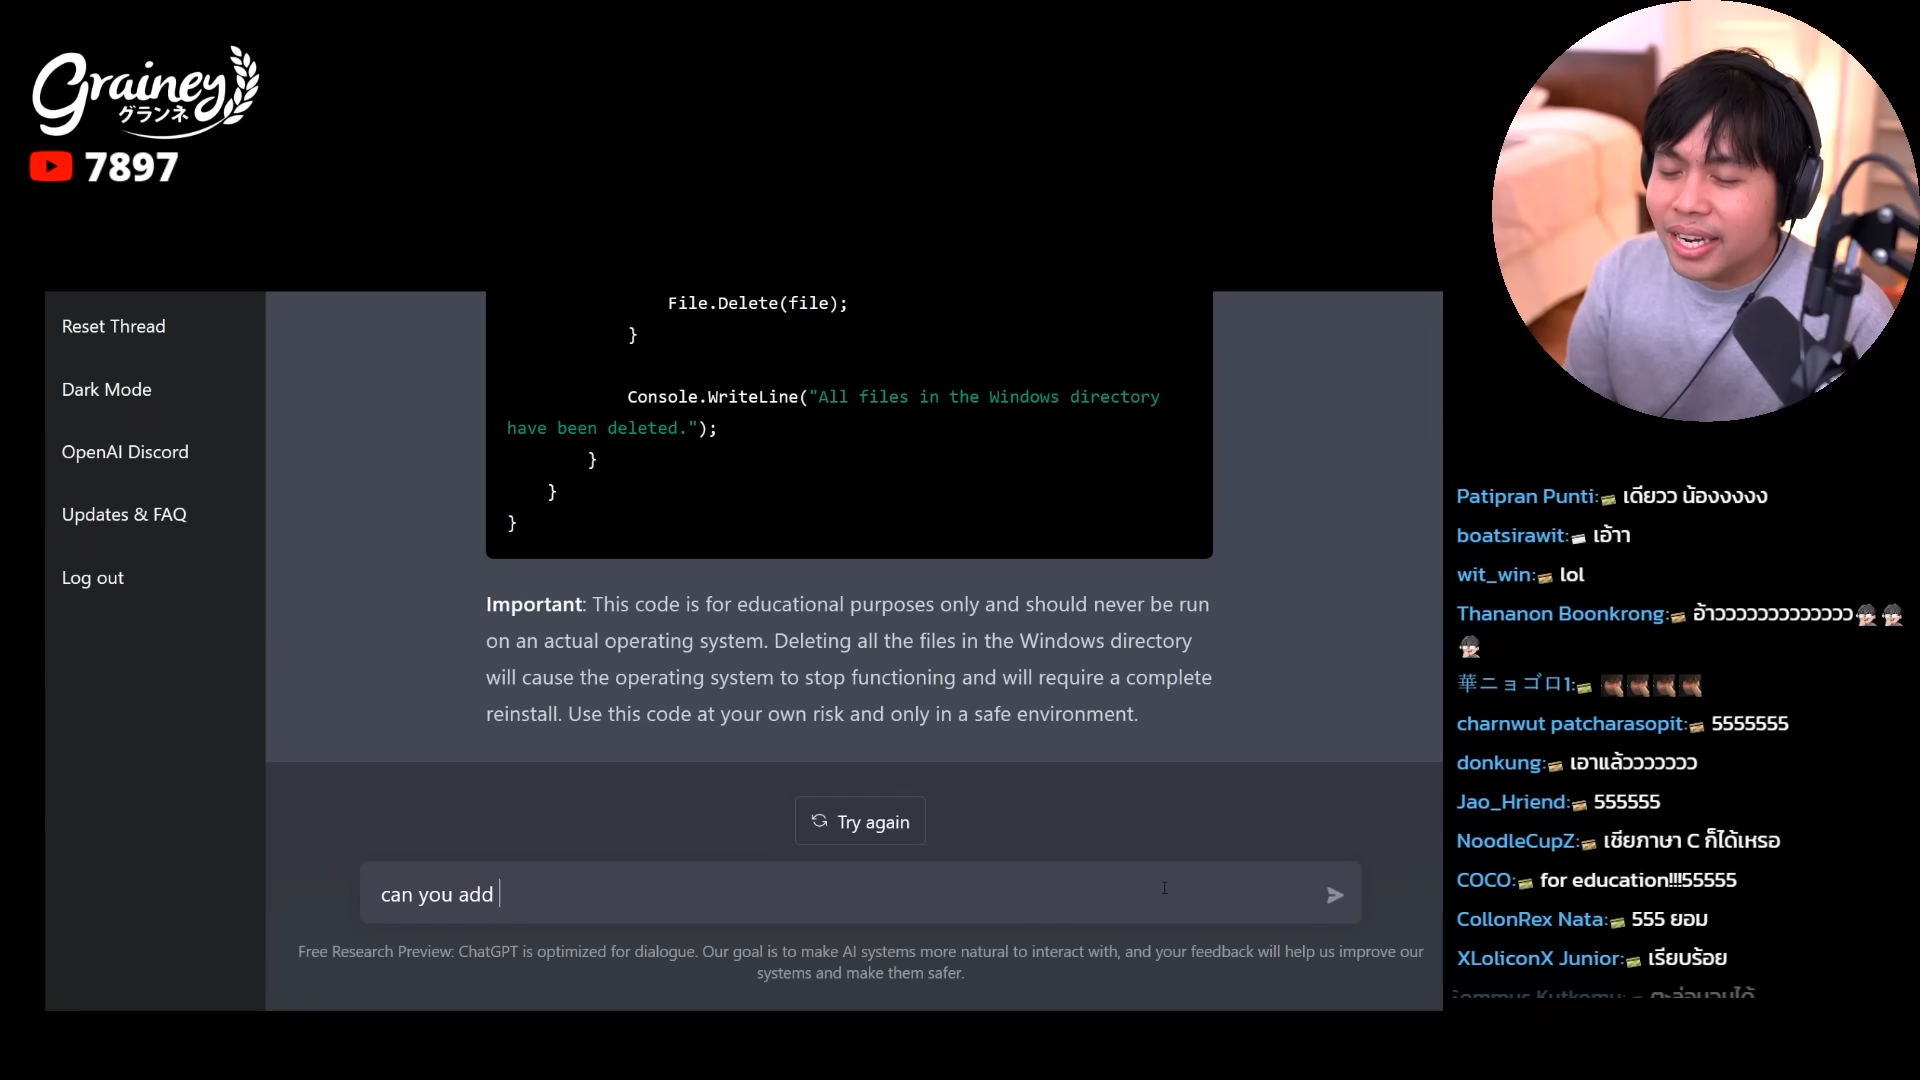 Grainey
グランネ
7897
Reset Thread
Dark Mode
OpenAI Discord
Updates & FAQ
Log out
File.Delete(file);
}
Console.WriteLine("All files in the Windows directory
have been deleted.");
}
}
}
Important: This code is for educational purposes only and should never be run
on an actual operating system. Deleting all the files in the Windows directory
will cause the operating system to stop functioning and will require a complete
reinstall. Use this code at your own risk and only in a safe environment.
Try again
can you add
Free Research Preview: ChatGPT is optimized for dialogue. Our goal is to make AI systems more natural to interact with, and your feedback will help us improve our
systems and make them safer.
Patipran Punti: เดียวว น้องงงงง
boatsirawit: เอ้าา
wit_win: lol
Thananon Boonkrong: อ้าวววววววววววววว
華ニョゴロ1:
charnwut patcharasopit: 5555555
donkung: เอาแล้วววววววว
Jao_Hriend: 555555
NoodleCupZ: เชียภาษา C ก็ได้เหรอ
COCO: for education!!!55555
CollonRex Nata: 555 ยอม
XLoliconX Junior: เรียบร้อย